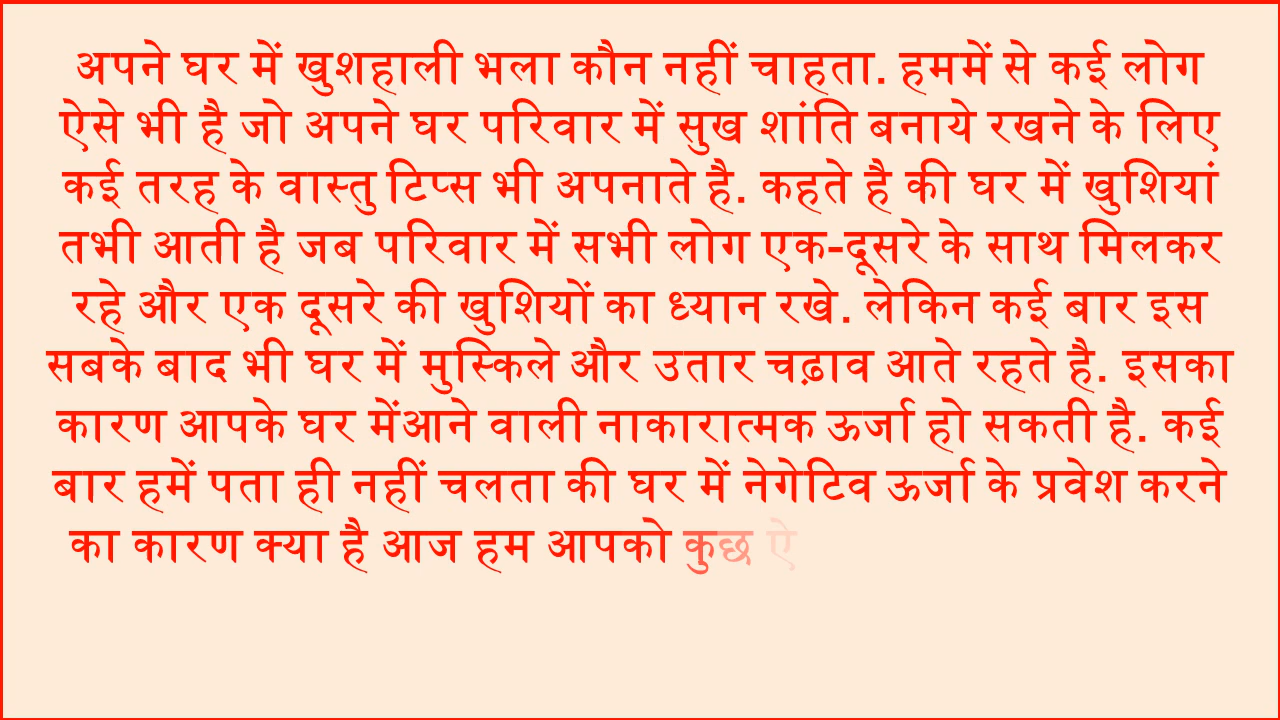 अपने घर में खुशहाली भला कौन नहीं चाहता. हममें से कई लोग
ऐसे भी है जो अपने घर परिवार में सुख शांति बनाये रखने के लिए
कई तरह के वास्तु टिप्स भी अपनाते है. कहते है की घर में खुशियां
तभी आती है जब परिवार में सभी लोग एक-दूसरे के साथ मिलकर
रहे और एक दूसरे की खुशियों का ध्यान रखे. लेकिन कई बार इस
सबके बाद भी घर में मुस्किले और उतार चढ़ाव आते रहते है. इसका
कारण आपके घर मेंआने वाली नाकारात्मक ऊर्जा हो सकती है. कई
बार हमें पता ही नहीं चलता की घर में नेगेटिव ऊर्जा के प्रवेश करने
का कारण क्या है आज हम आपको कुछ ऐ